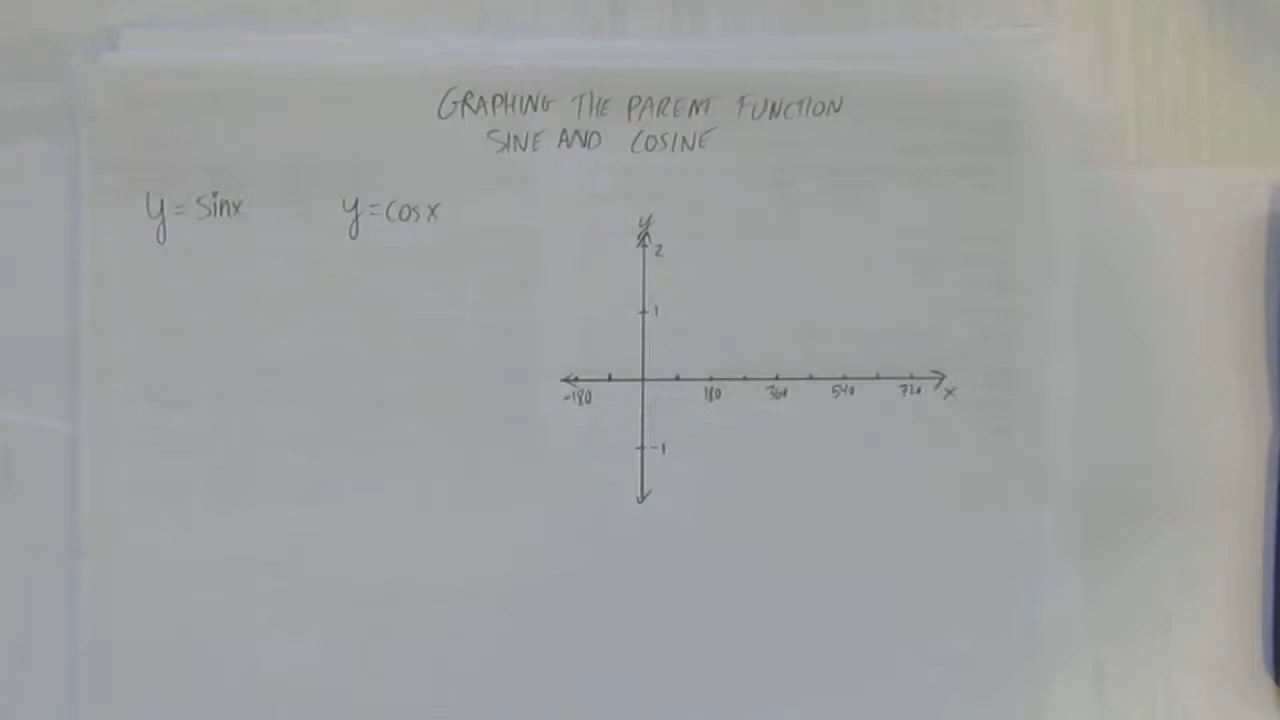 GRAPHING THE PARENT FUNCTION
SINE AND COSINE
y = sinx
y = cos x
y
2
1
-180
180
360
540
720
x
-1